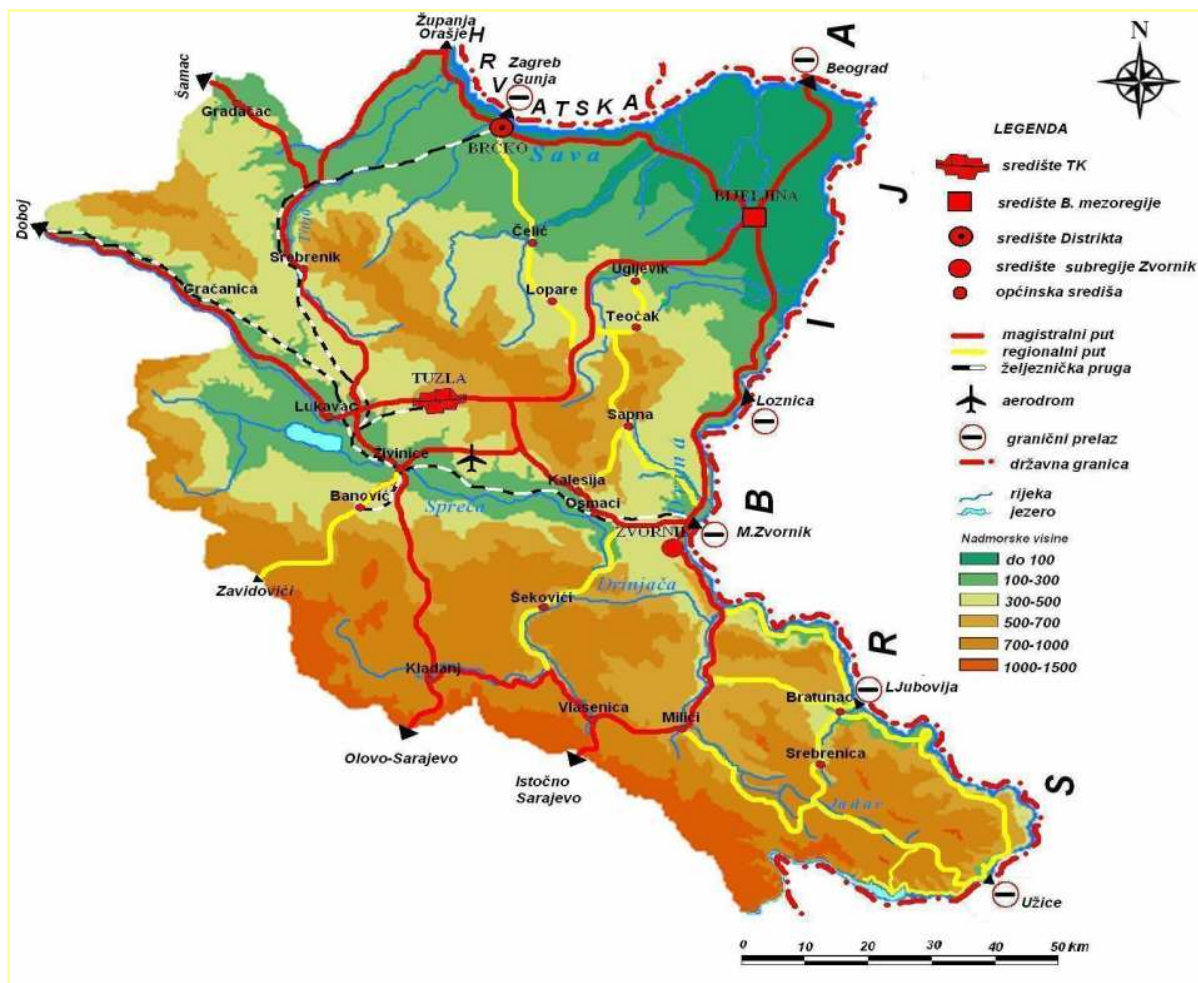 Županja
Orašje
H
R
V
A T S K A
Zagreb
Gunja
Beograd
A
N
Šamac
Gradačac
LEGENDA
BRČKO
Sava
središte TK
BIJELJINA
J
središte B. mezoregije
Doboj
Tinja
Srebrenik
Čelić
središte Distrikta
Ugljevik
središte subregije Zvornik
Gračanica
Lopare
općinska središa
Teočak
I
magistralni put
regionalni put
željeznička pruga
TUZLA
Lukavac
Loznica
aerodrom
Sapna
granični prelaz
Živinice
Drina
državna granica
Kalesija
Banović
Osmaci
B
rijeka
Spreča
jezero
ZVORNIK
M.Zvornik
Nadmorske visine
do 100
Zavidovići
Drinjača
100-300
Šekovići
300-500
500-700
R
700-1000
Kladanj
1000-1500
LJubovija
Bratunac
Vlasenica
Milići
Olovo-Sarajevo
Srebrenica
Istočno
Sarajevo
S
Jadar
Užice
0 10 20 30 40 50 km